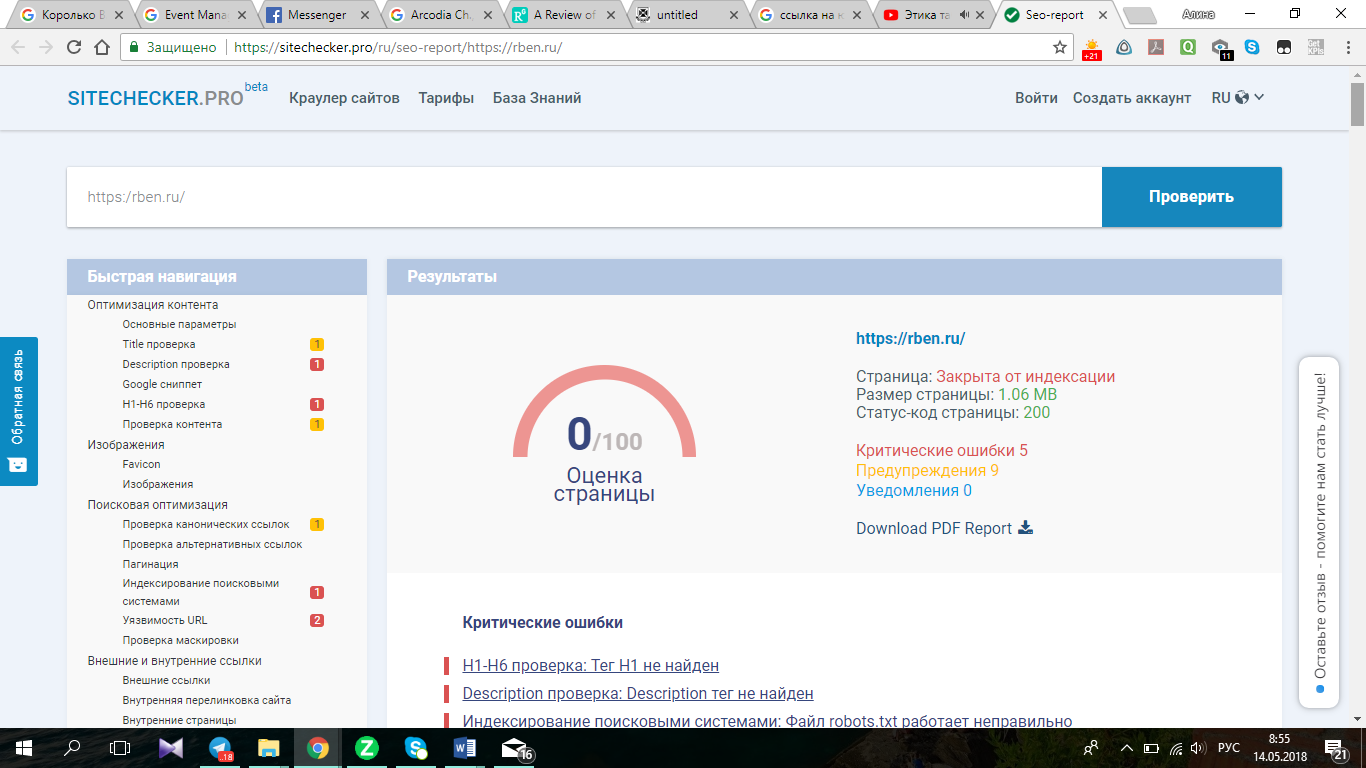 Королько В
Event Mana
Messenger
Arcodia Ch
A Review of
untitled
ссылка на к
Этика та
Seo-report
Алина
Защищено
https://sitechecker.pro/ru/seo-report/https://rben.ru/
+21
11
SITECHECKER.PRO beta
Краулер сайтов
Тарифы
База Знаний
Войти
Создать аккаунт
RU
https:/rben.ru/
Проверить
Быстрая навигация
Оптимизация контента
Основные параметры
Title проверка 1
Description проверка 1
Google сниппет
H1-H6 проверка 1
Проверка контента 1
Изображения
Favicon
Изображения
Поисковая оптимизация
Проверка канонических ссылок 1
Проверка альтернативных ссылок
Пагинация
Индексирование поисковыми
системами 1
Уязвимость URL 2
Проверка маскировки
Внешние и внутренние ссылки
Внешние ссылки
Внутренняя перелинковка сайта
Внутренние страницы
Результаты
0/100
Оценка
страницы
https://rben.ru/
Страница: Закрыта от индексации
Размер страницы: 1.06 MB
Статус-код страницы: 200
Критические ошибки 5
Предупреждения 9
Уведомления 0
Download PDF Report
Критические ошибки
H1-H6 проверка: Тег H1 не найден
Description проверка: Description тег не найден
Индексирование поисковыми системами: Файл robots.txt работает неправильно
Обратная связь
Оставьте отзыв - помогите нам стать лучше!
18
16
РУС
8:55
14.05.2018
21